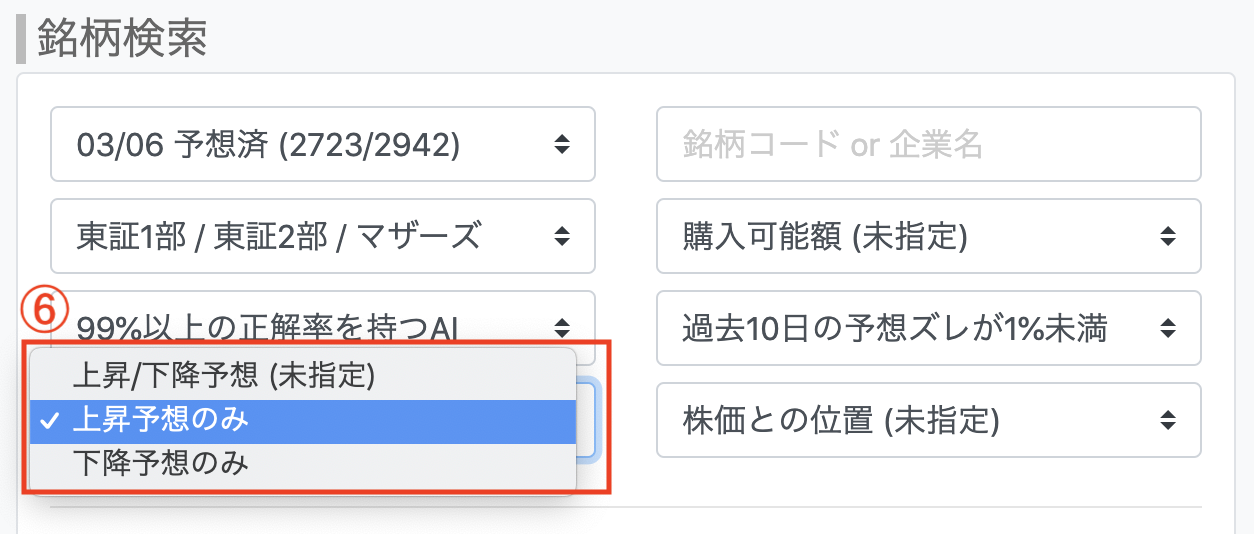 銘柄検索
03/06 予想済 (2723/2942)
銘柄コード or 企業名
東証1部 / 東証2部 / マザーズ
購入可能額 (未指定)
⑥
99%以上の正解率を持つAI
過去10日の予想ズレが1%未満
上昇/下降予想 (未指定)
✓ 上昇予想のみ
株価との位置 (未指定)
下降予想のみ